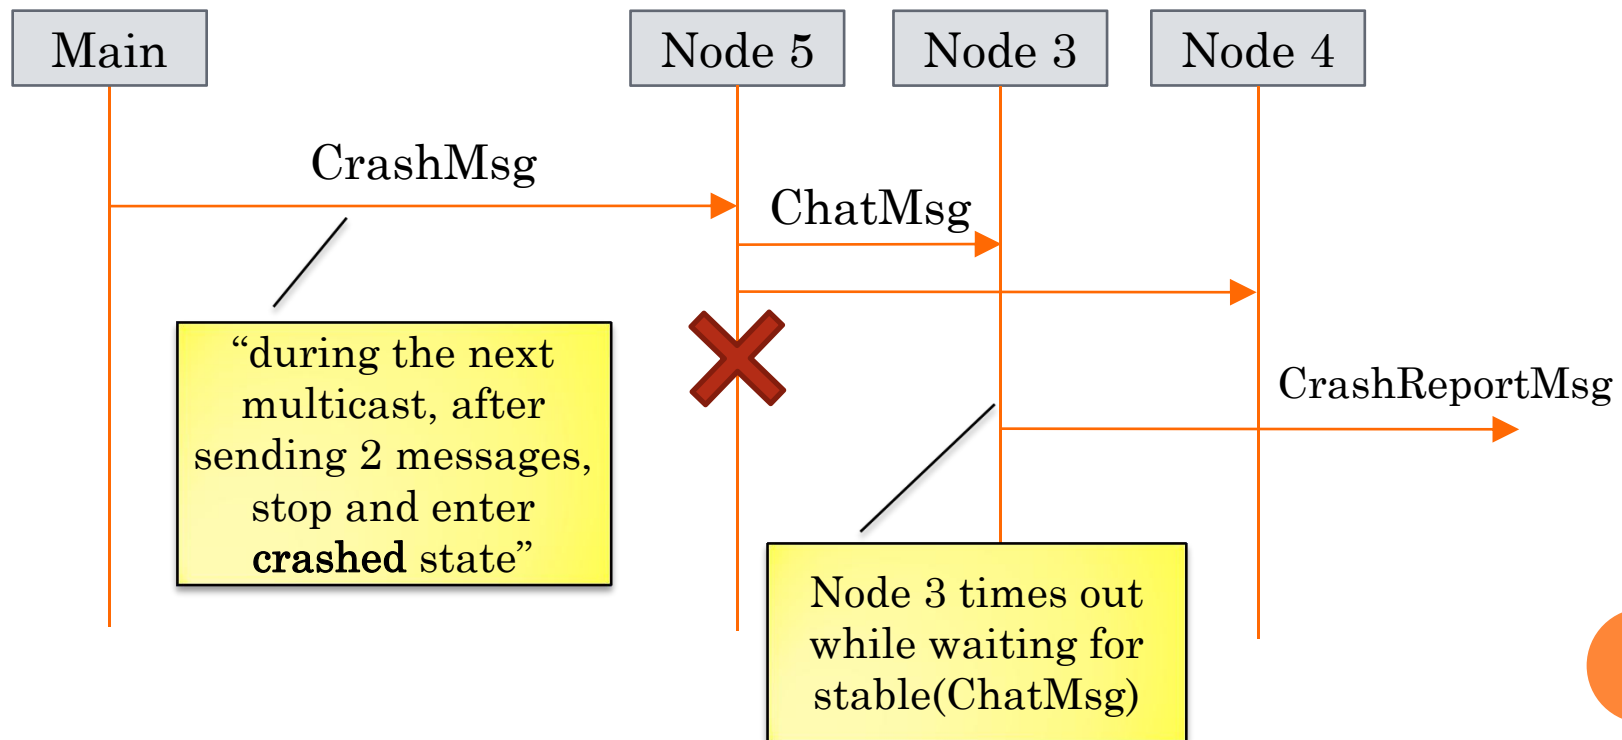 Main
Node 5
Node 3
Node 4
CrashMsg
ChatMsg
“during the next
multicast, after
sending 2 messages,
stop and enter
crashed state”
CrashReportMsg
Node 3 times out
while waiting for
stable(ChatMsg)